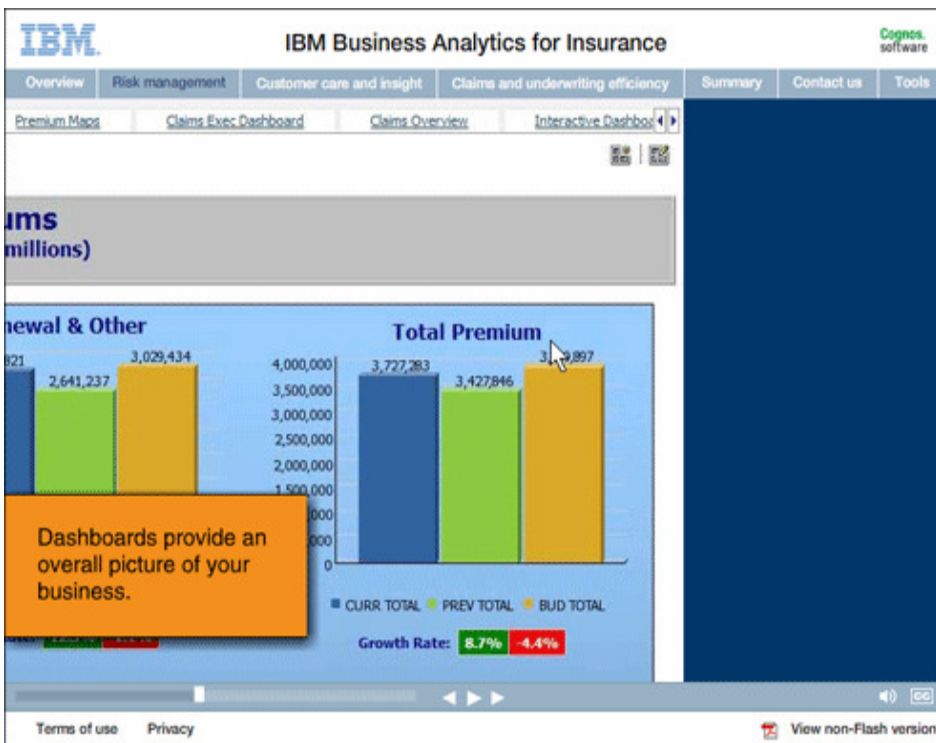 IBM
IBM Business Analytics for Insurance
Cognos.
software
Overview Risk management Customer care and insight Claims and underwriting efficiency Summary Contact us Tools
Premium Maps Claims Exec Dashboard Claims Overview Interactive Dashbo
ums
millions)
newal & Other
Total Premium
921
2,641,237
3,029,434
4,000,000
3,500,000
3,000,000
2,500,000
2,000,000
1,500,000
000
000
0
3,727,283
3,427,846
897
CURR TOTAL PREV TOTAL BUD TOTAL
Growth Rate: 8.7% -4.4%
Dashboards provide an
overall picture of your
business.
CC
Terms of use Privacy
View non-Flash version